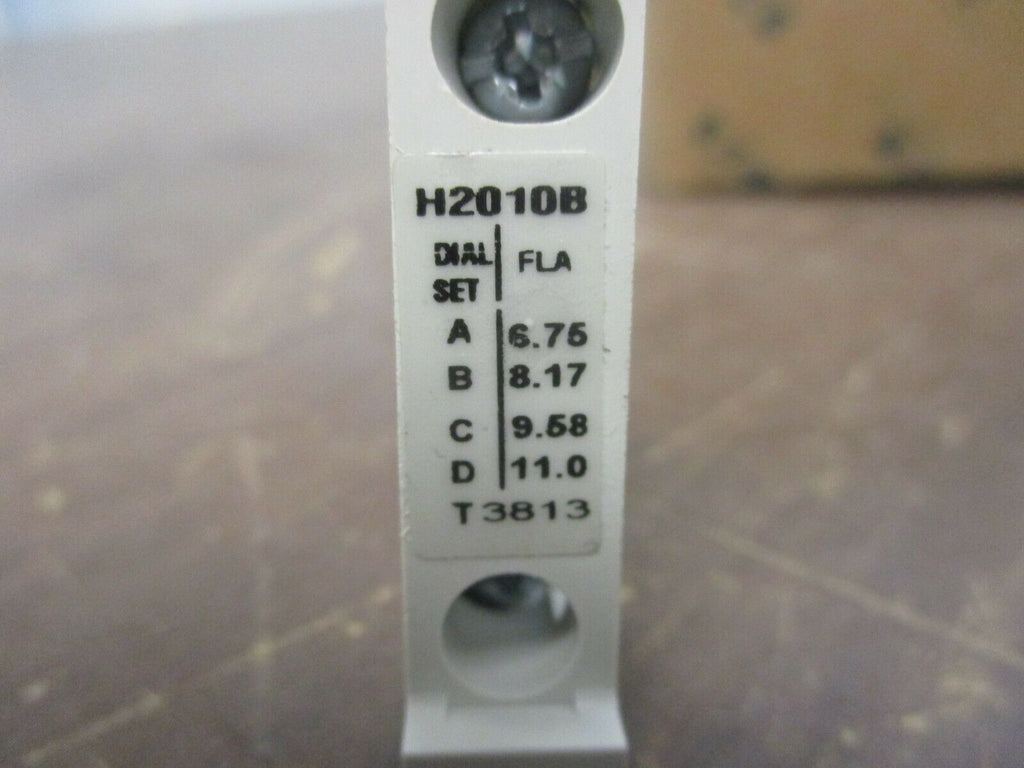 H2010B
DIAL FLA
SET
A 6.75
B 8.17
C 9.58
D 11.0
T3813